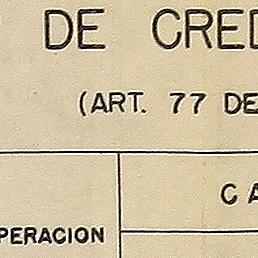 DE CRED
(ART. 77 DE
CA
PERACION